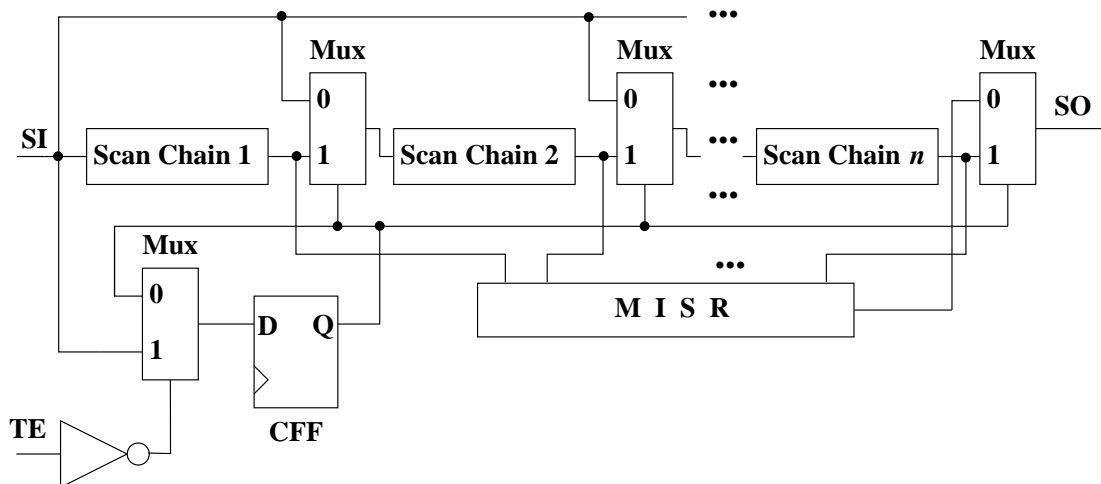 •••
Mux
Mux
Mux
•••
0
0
0
SO
SI
Scan Chain 1
1
Scan Chain 2
1
•••
Scan Chain n
1
•••
Mux
•••
0
M I S R
D Q
1
TE
CFF